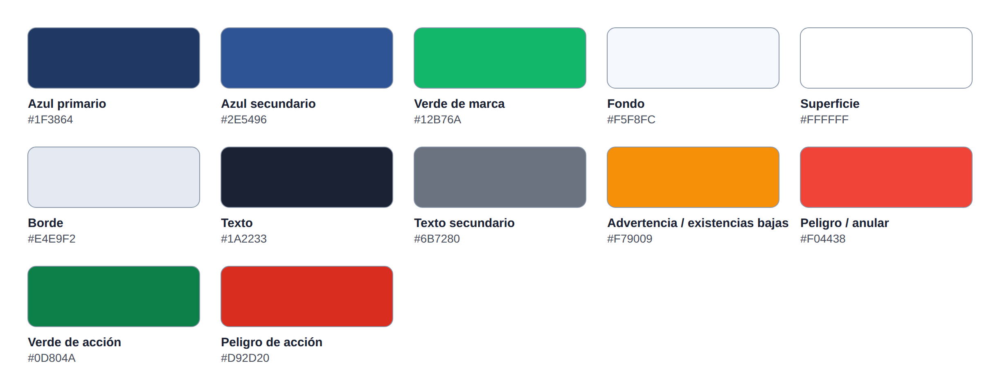 Azul primario
#1F3864
Azul secundario
#2E5496
Verde de marca
#12B76A
Fondo
#F5F8FC
Superficie
#FFFFFF
Borde
#E4E9F2
Texto
#1A2233
Texto secundario
#6B7280
Advertencia / existencias bajas
#F79009
Peligro / anular
#F04438
Verde de acción
#0D804A
Peligro de acción
#D92D20